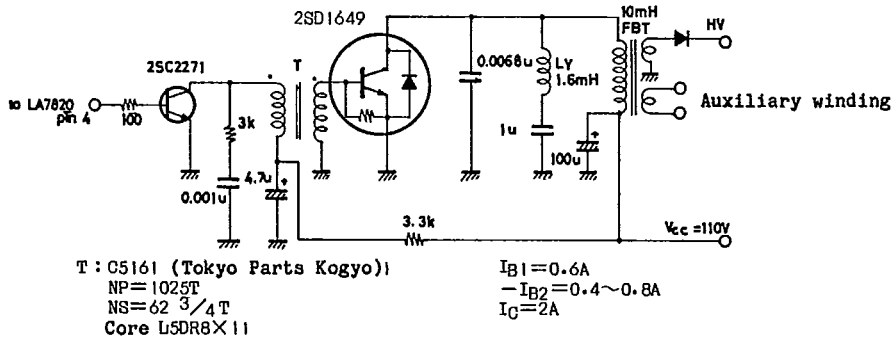 2SD1649
10mH
FBT
HV
2SC2271
T
0.0068u
LY
1.6mH
to LA7820
pin 4
100
3k
Auxiliary winding
1u
100u
0.001u
4.7u
3.3k
Vcc=110V
T : C5161 (Tokyo Parts Kogyo)
NP=1025T
NS=62 3/4 T
Core L5DR8×11
IB1=0.6A
−IB2=0.4~0.8A
IC=2A